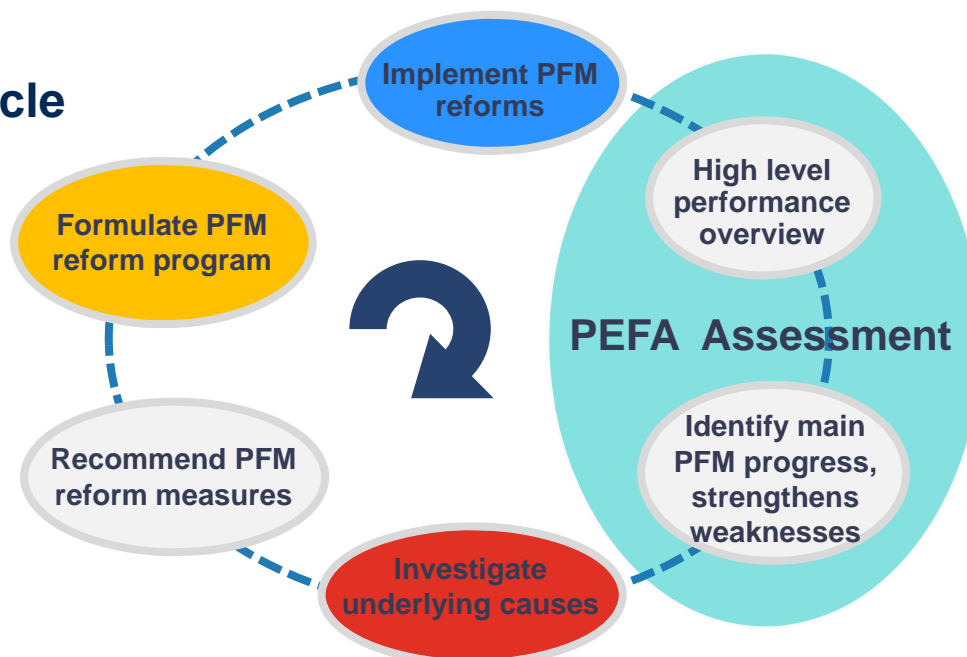 cle
Implement PFM
reforms
High level
performance
overview
Formulate PFM
reform program
PEFA Assessment
Identify main
PFM progress,
strengthens
weaknesses
Recommend PFM
reform measures
Investigate
underlying causes